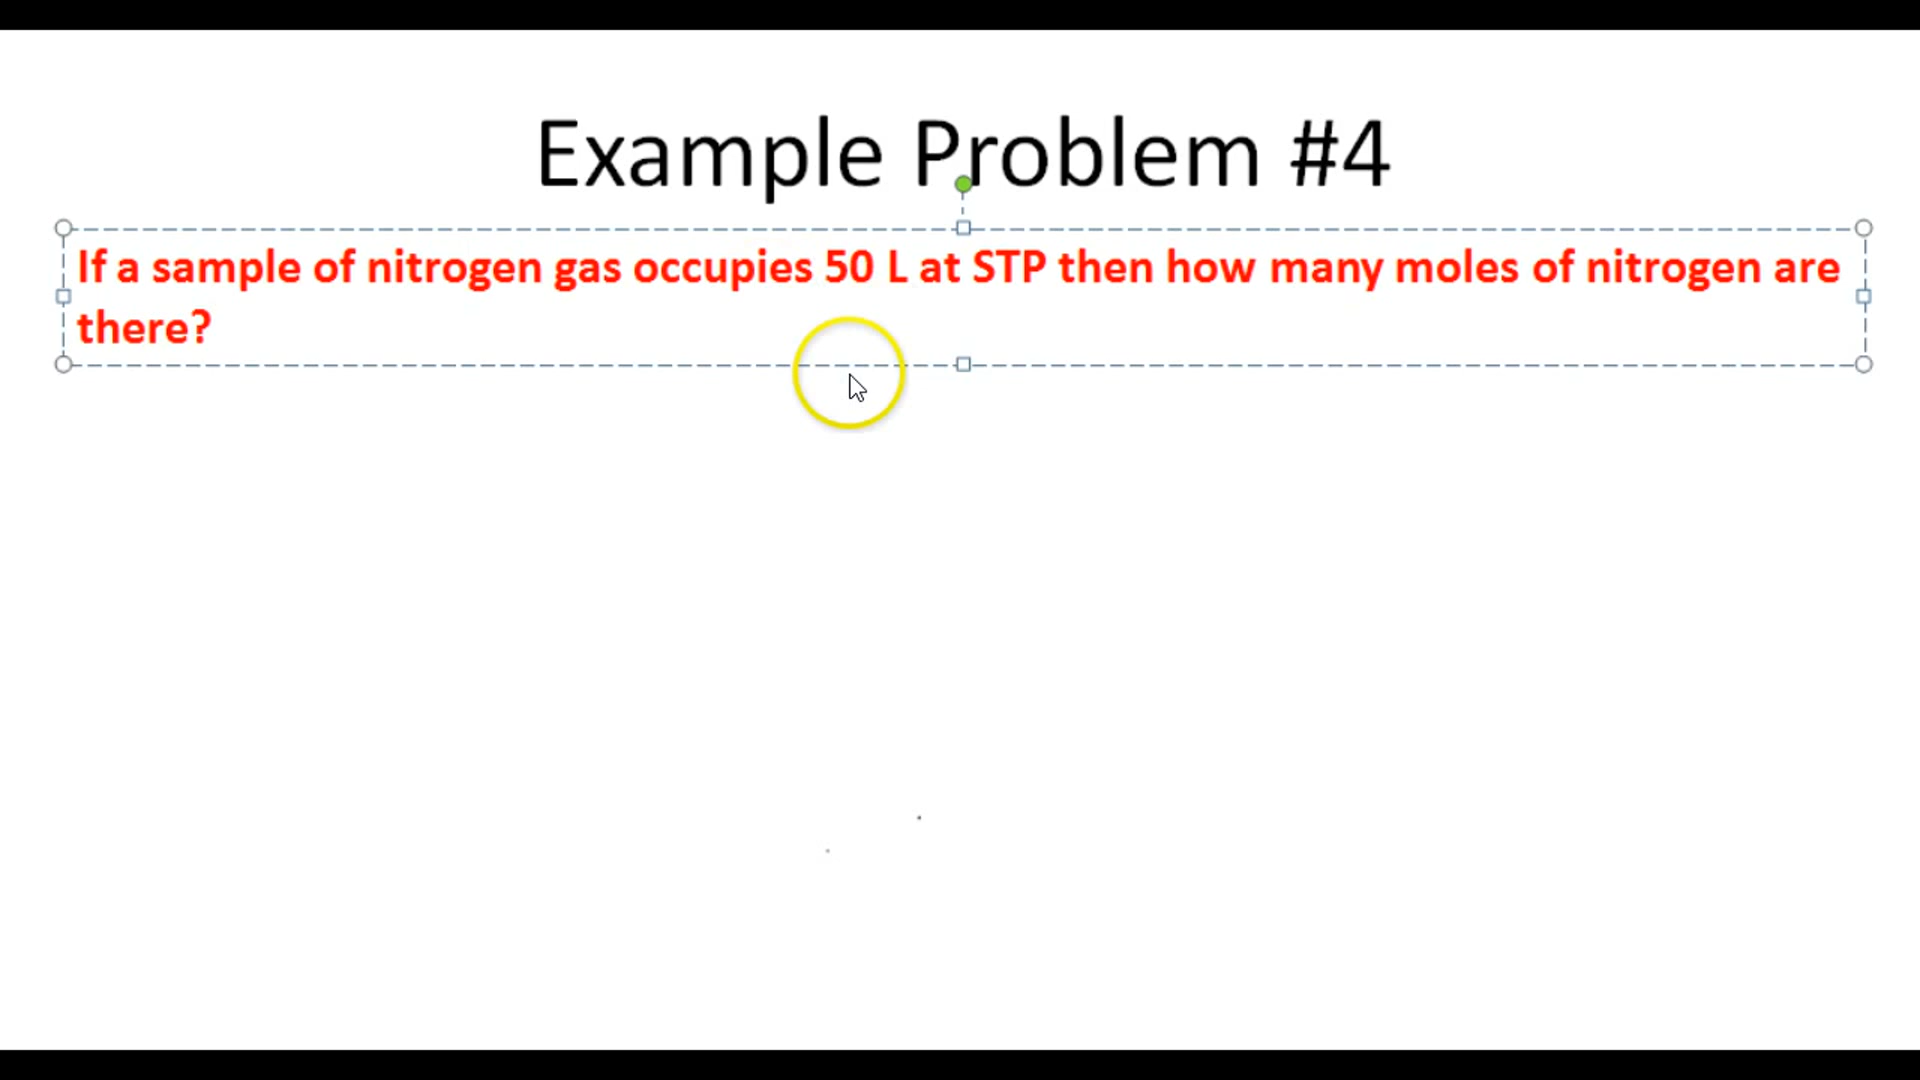 Example Problem #4
If a sample of nitrogen gas occupies 50 L at STP then how many moles of nitrogen are
there?